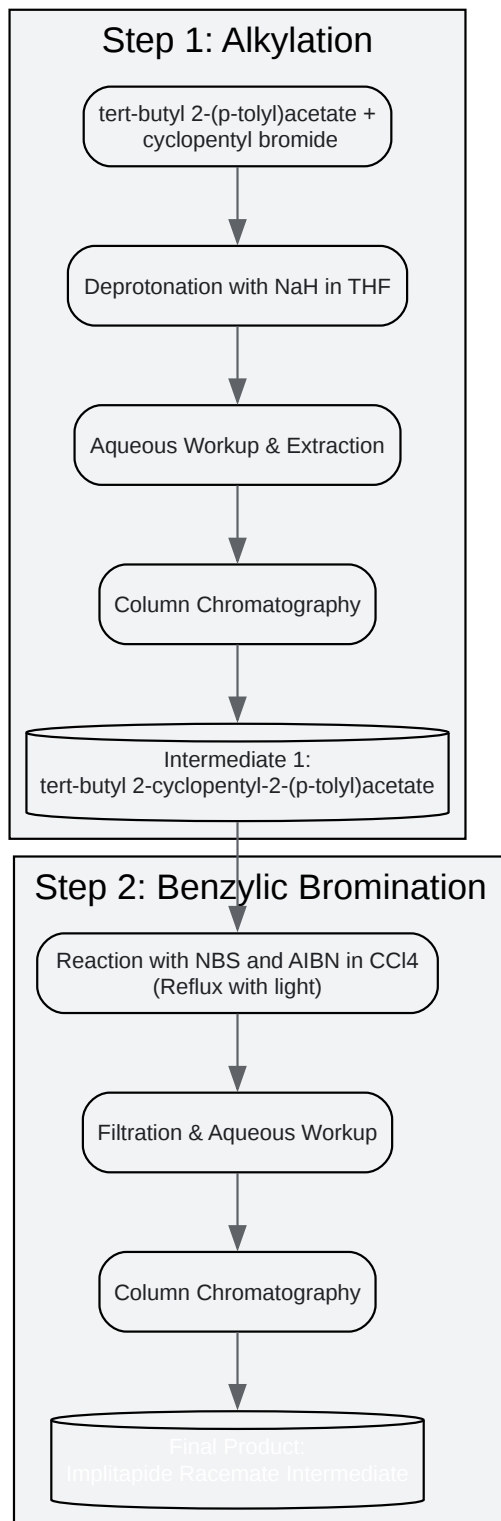 Step 1: Alkylation
tert-butyl 2-(p-tolyl)acetate +
cyclopentyl bromide
Deprotonation with NaH in THF
Aqueous Workup & Extraction
Column Chromatography
Intermediate 1:
tert-butyl 2-cyclopentyl-2-(p-tolyl)acetate
Step 2: Benzylic Bromination
Reaction with NBS and AIBN in CCl4
(Reflux with light)
Filtration & Aqueous Workup
Column Chromatography
Final Product:
Implitapide Racemate Intermediate